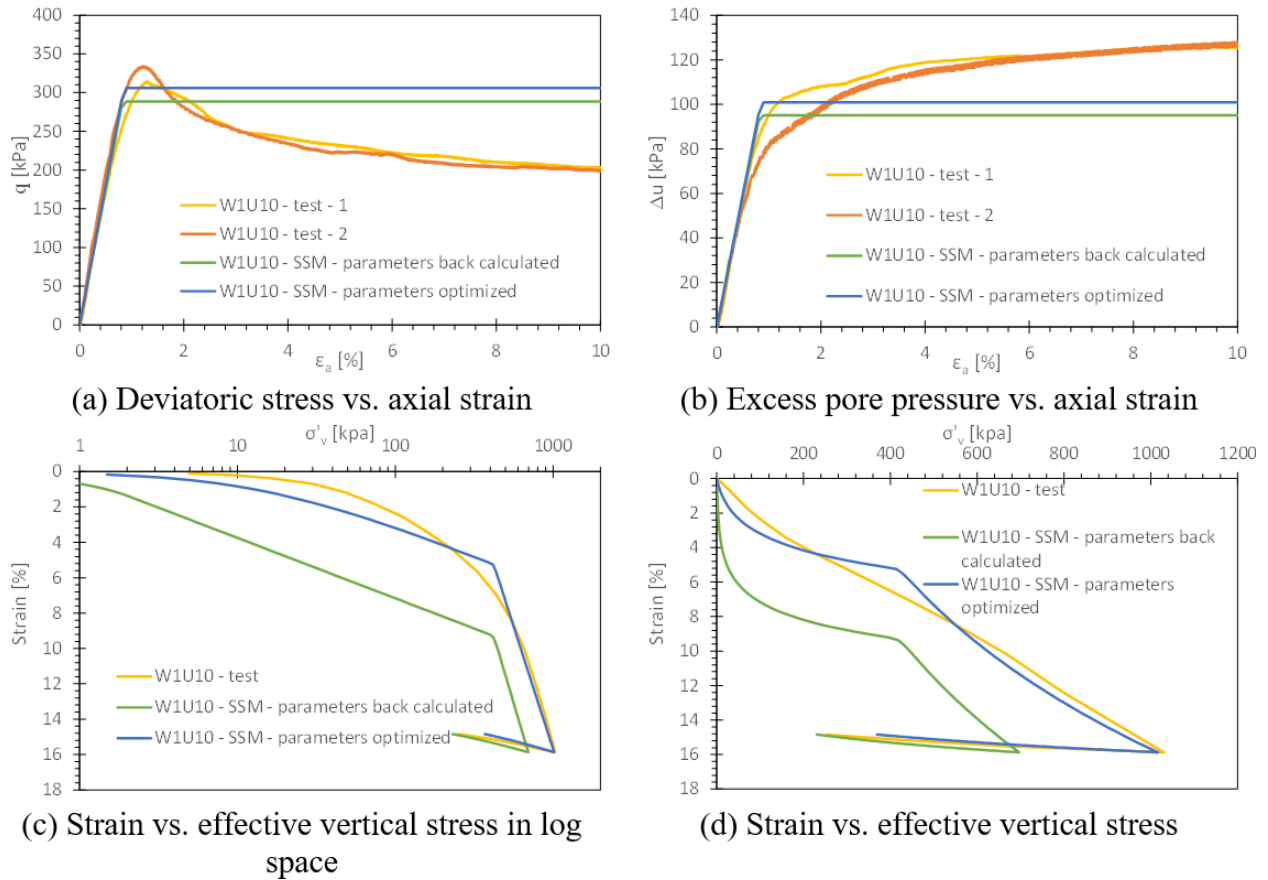 400
350
300
250
200
150
100
50
0
q [kPa]
0 2 4 6 8 10
εa [%]
W1U10 - test - 1
W1U10 - test - 2
W1U10 - SSM - parameters back calculated
W1U10 - SSM - parameters optimized
(a) Deviatoric stress vs. axial strain
140
120
100
80
60
40
20
0
Δu [kPa]
0 2 4 6 8 10
εa [%]
W1U10 - test - 1
W1U10 - test - 2
W1U10 - SSM - parameters back calculated
W1U10 - SSM - parameters optimized
(b) Excess pore pressure vs. axial strain
σ'v [kpa]
1 10 100 1000
0
2
4
6
8
10
12
14
16
18
Strain [%]
W1U10 - test
W1U10 - SSM - parameters back calculated
W1U10 - SSM - parameters optimized
(c) Strain vs. effective vertical stress in log
space
σ'v [kpa]
0 200 400 600 800 1000 1200
0
2
4
6
8
10
12
14
16
18
Strain [%]
W1U10 - test
W1U10 - SSM - parameters back
calculated
W1U10 - SSM - parameters
optimized
(d) Strain vs. effective vertical stress